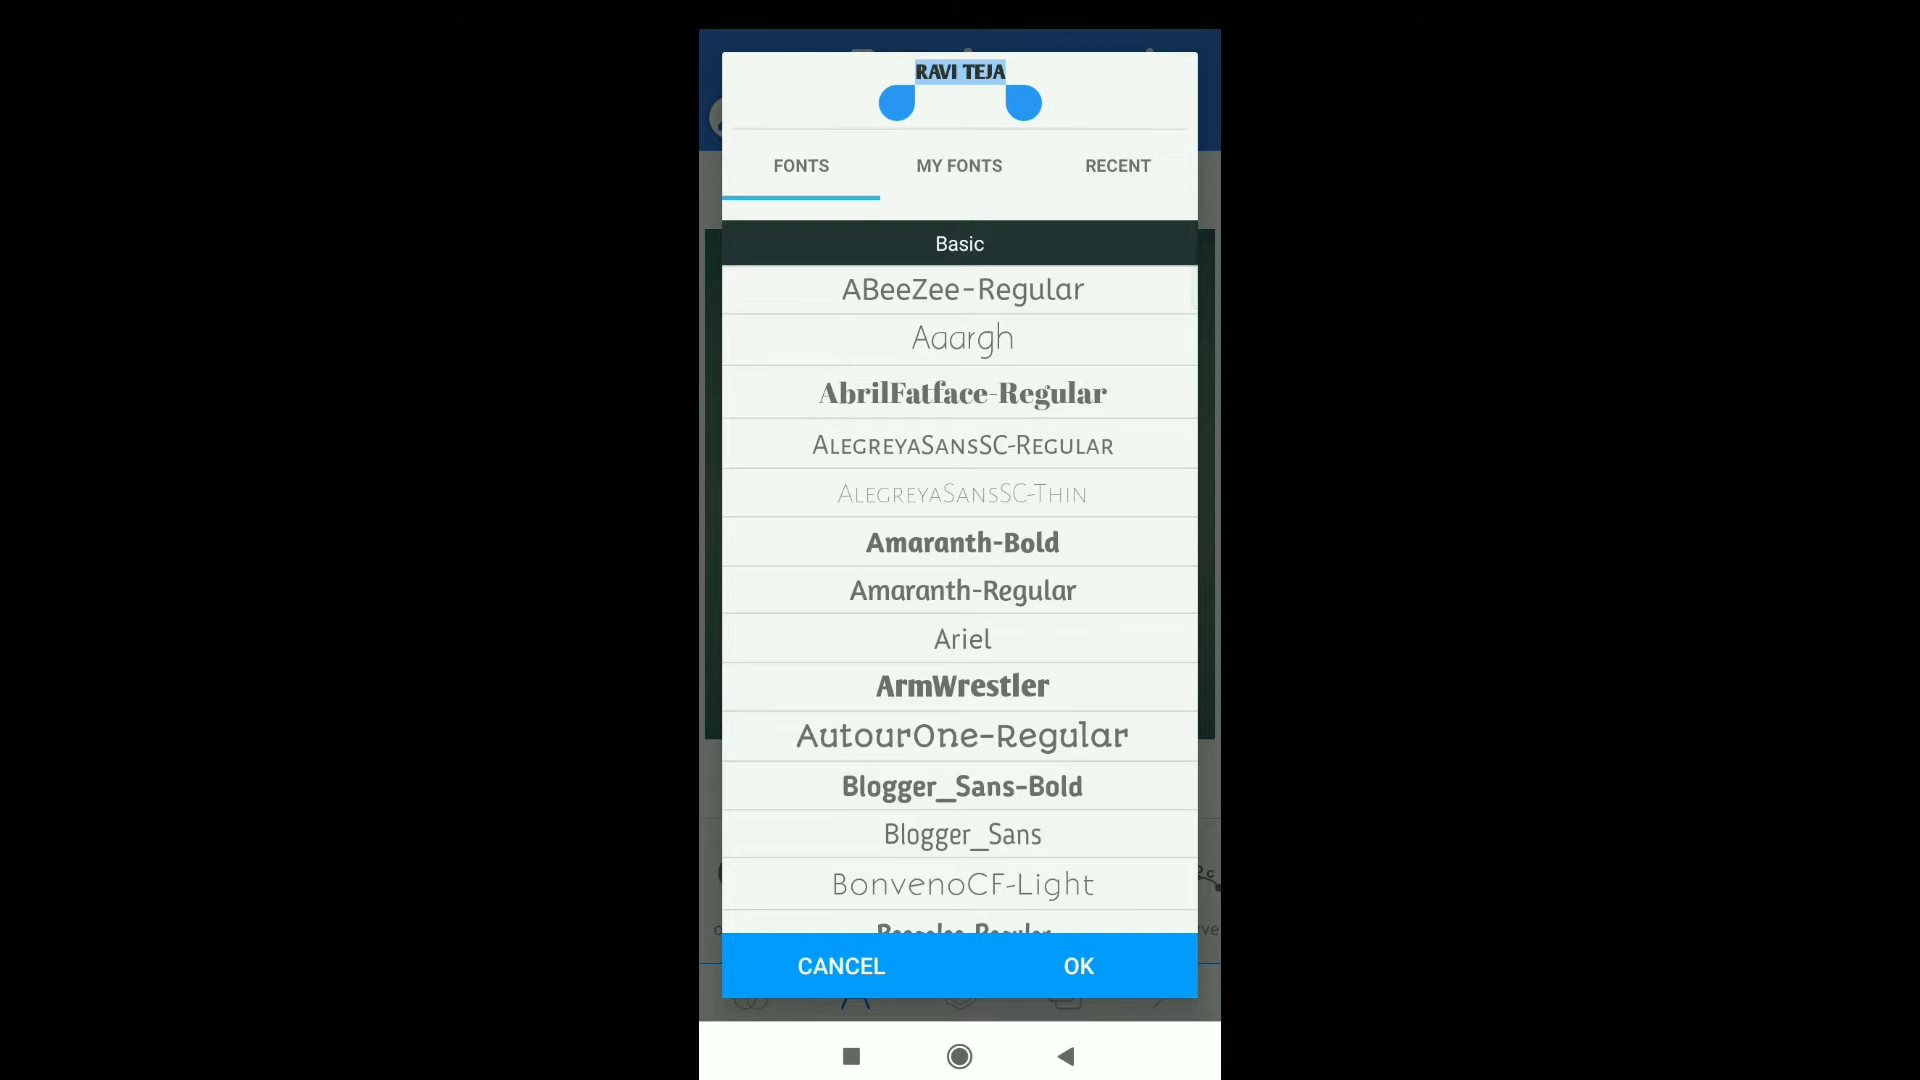 RAVI TEJA
FONTS
MY FONTS
RECENT
Basic
ABeeZee-Regular
Aaargh
AbrilFatface-Regular
AlegreyaSansSC-Regular
AlegreyaSansSC-Thin
Amaranth-Bold
Amaranth-Regular
Ariel
ArmWrestler
AutourOne-Regular
Blogger_Sans-Bold
Blogger_Sans
BonvenoCF-Light
CANCEL
OK